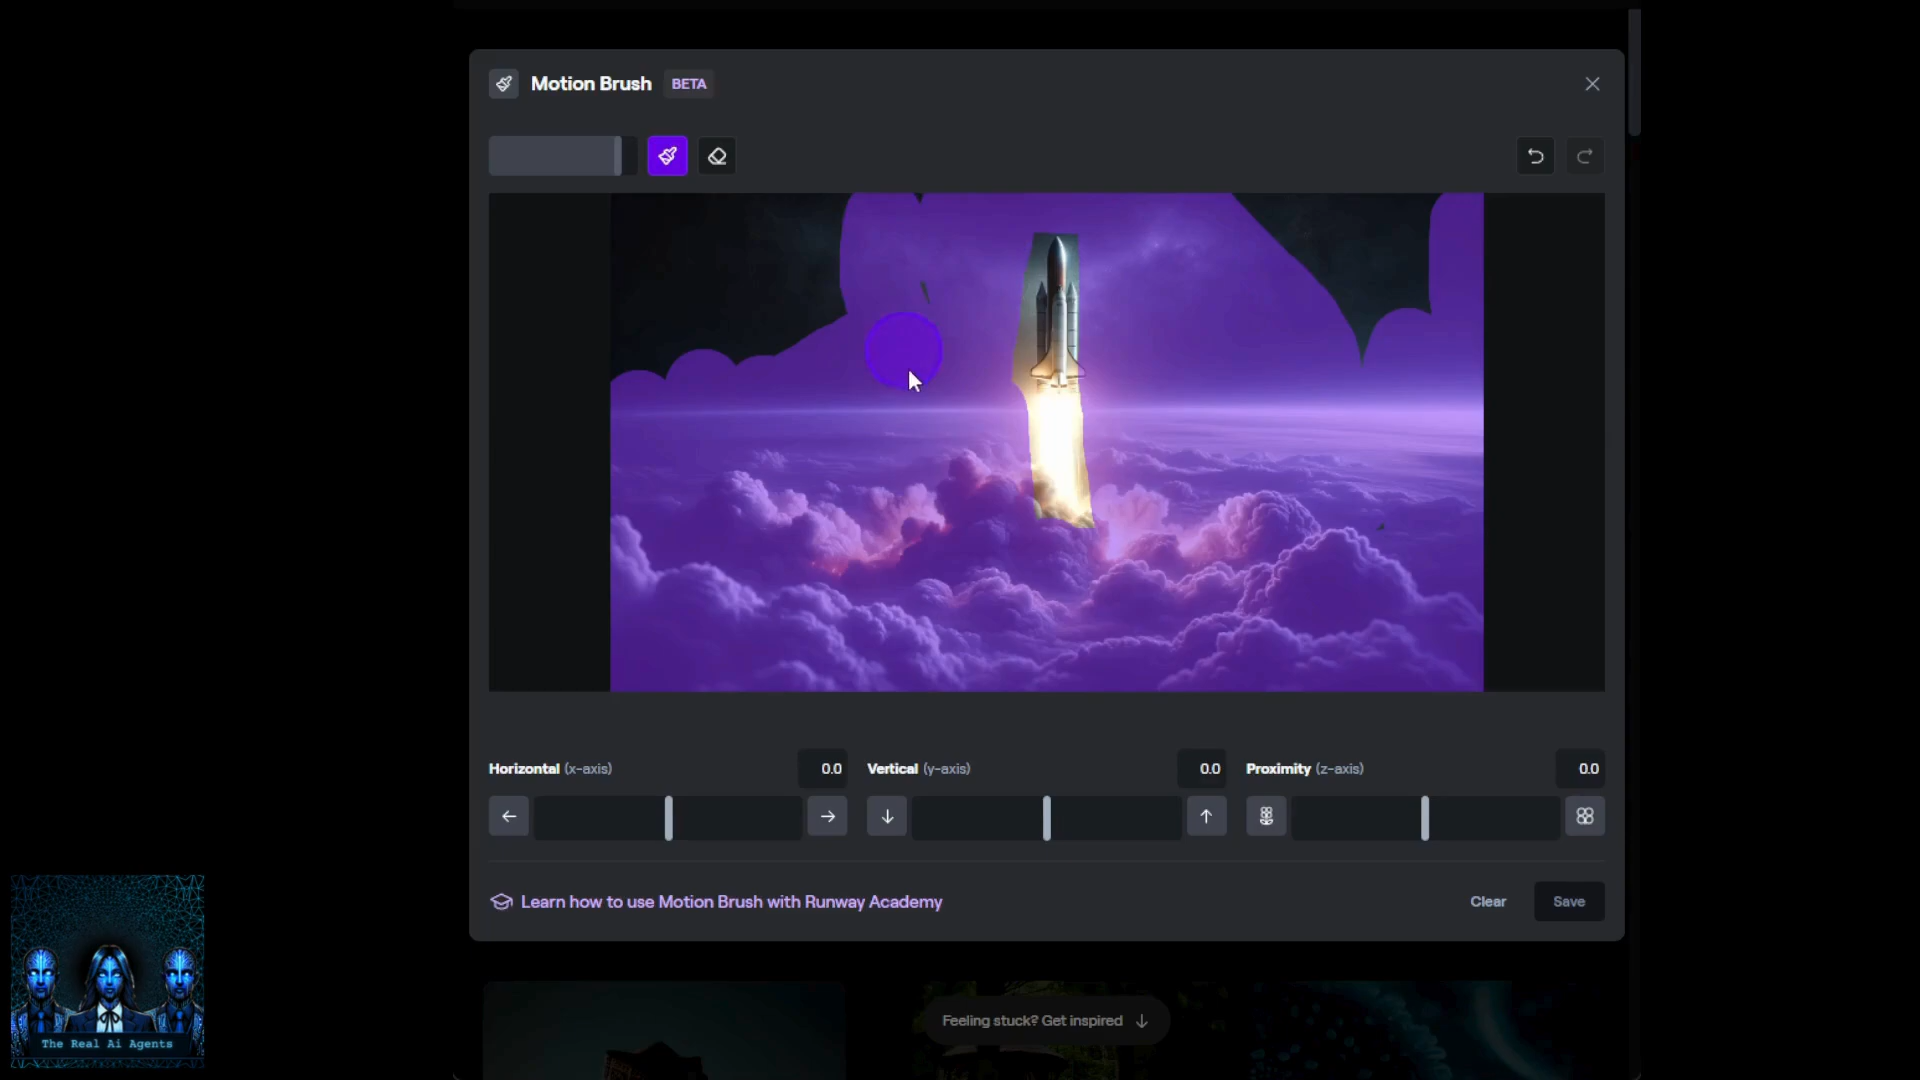 Motion Brush BETA
Horizontal (x-axis) 0.0 Vertical (y-axis) 0.0 Proximity (z-axis) 0.0
Learn how to use Motion Brush with Runway Academy Clear Save
Feeling stuck? Get inspired
The Real Ai Agents